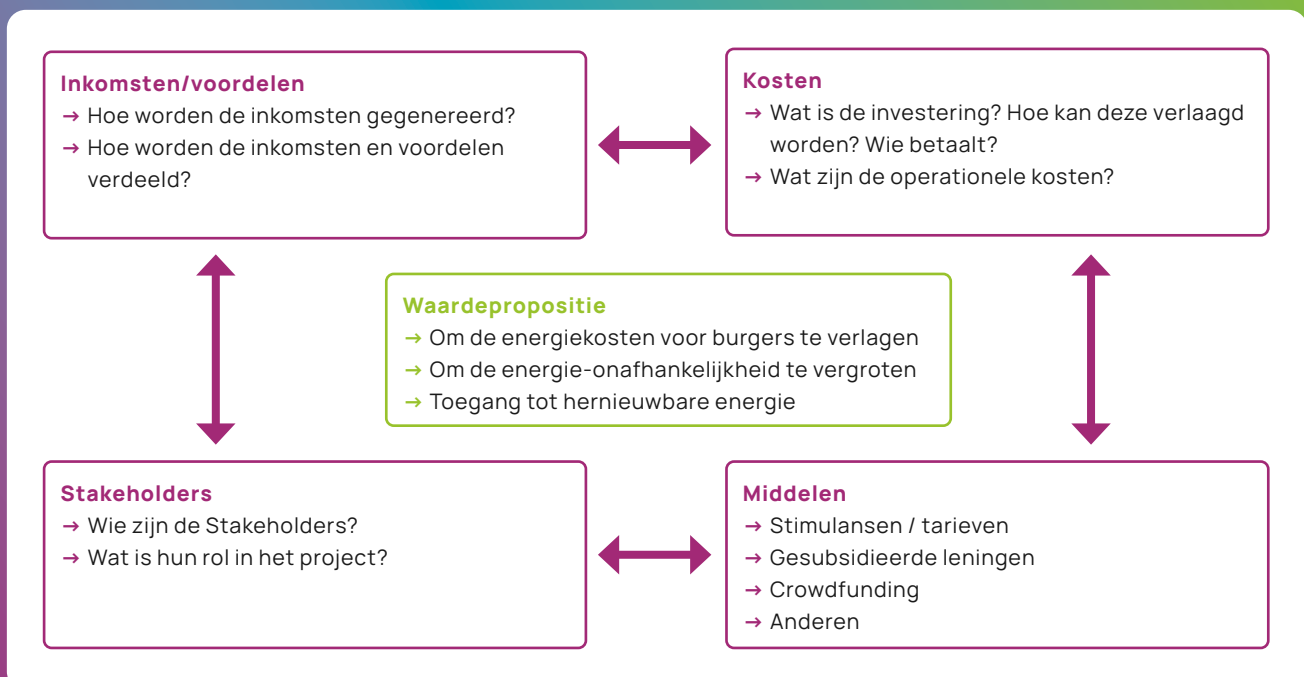 Inkomsten/voordelen
→ Hoe worden de inkomsten gegenereerd?
→ Hoe worden de inkomsten en voordelen
verdeeld?
Kosten
→ Wat is de investering? Hoe kan deze verlaagd
worden? Wie betaalt?
→ Wat zijn de operationele kosten?
Waardepropositie
→ Om de energiekosten voor burgers te verlagen
→ Om de energie-onafhankelijkheid te vergroten
→ Toegang tot hernieuwbare energie
Stakeholders
→ Wie zijn de Stakeholders?
→ Wat is hun rol in het project?
Middelen
→ Stimulansen / tarieven
→ Gesubsidieerde leningen
→ Crowdfunding
→ Anderen